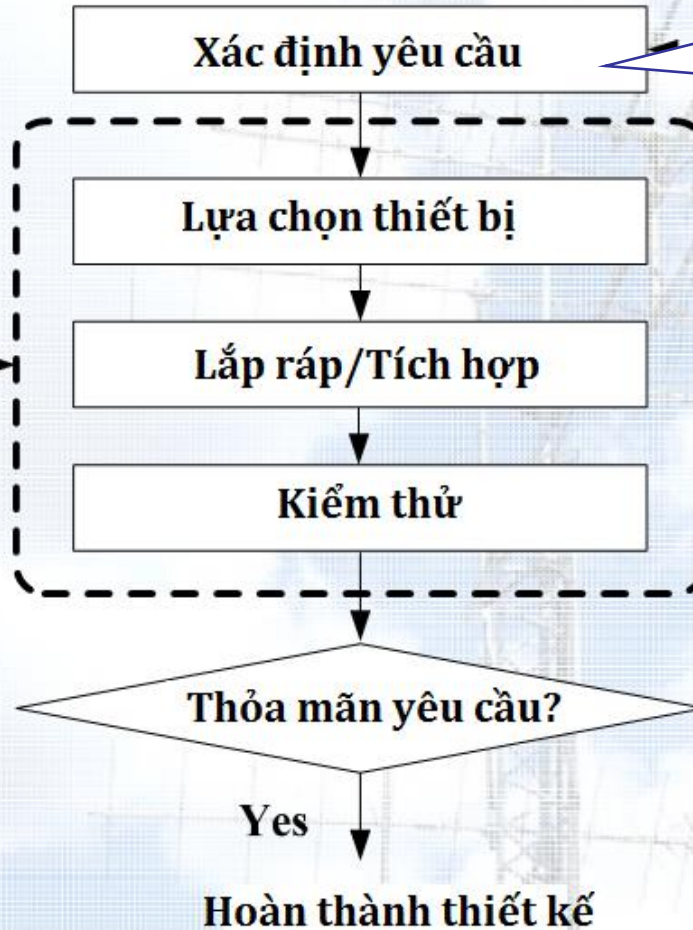 Xác định yêu cầu
Lựa chọn thiết bị
Lắp ráp/Tích hợp
Kiểm thử
Thỏa mãn yêu cầu?
Yes
Hoàn thành thiết kế